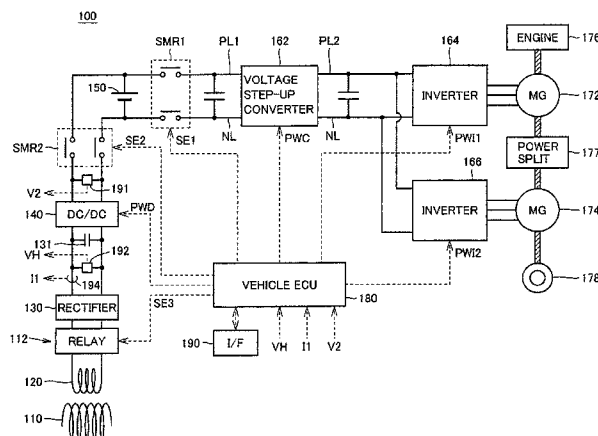 100
SMR1
PL1
162
PL2
164
ENGINE
176
150
VOLTAGE
STEP-UP
CONVERTER
INVERTER
MG
172
SMR2
SE2
SE1
NL
NL
PWC
PWI1
166
POWER
SPLIT
177
V2
191
140
DC/DC
PWD
INVERTER
MG
174
131
VH
192
I1
194
VEHICLE ECU
180
PWI2
178
130
RECTIFIER
SE3
112
RELAY
190
I/F
VH
I1
V2
120
110